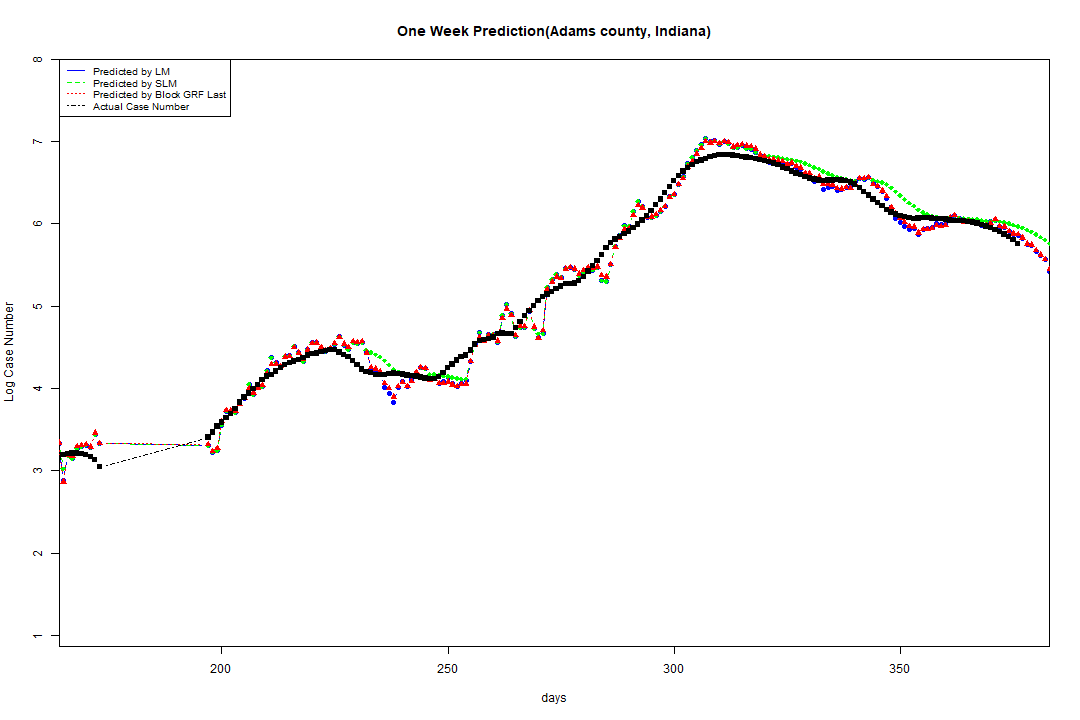 One Week Prediction(Adams county, Indiana)
Predicted by LM
Predicted by SLM
Predicted by Block GRF Last
Actual Case Number
8
7
6
5
4
3
2
1
Log Case Number
200
250
300
350
days